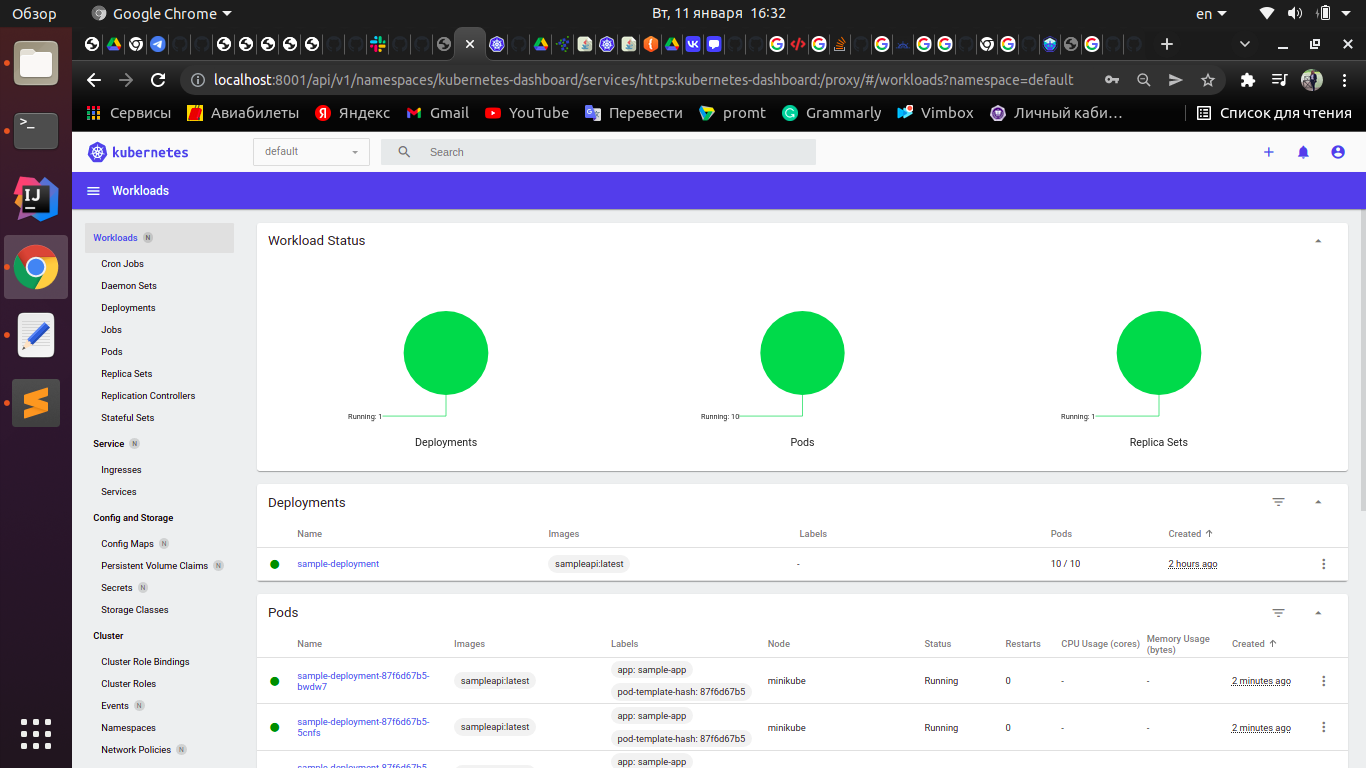 Обзор
Google Chrome
Вт, 11 января 16:32
en
localhost:8001/api/v1/namespaces/kubernetes-dashboard/services/https:kubernetes-dashboard:/proxy/#/workloads?namespace=default
Сервисы
Авиабилеты
Яндекс
Gmail
YouTube
Перевести
promt
Grammarly
Vimbox
Личный каби…
Список для чтения
kubernetes
default
Search
Workloads
Workloads N
Cron Jobs
Daemon Sets
Deployments
Jobs
Pods
Replica Sets
Replication Controllers
Stateful Sets
Service N
Ingresses
Services
Config and Storage
Config Maps N
Persistent Volume Claims N
Secrets N
Storage Classes
Cluster
Cluster Role Bindings
Cluster Roles
Events N
Namespaces
Network Policies N
Workload Status
Running: 1
Deployments
Running: 10
Pods
Running: 1
Replica Sets
Deployments
Name Images Labels Pods Created
sample-deployment sampleapi:latest - 10 / 10 2 hours ago
Pods
Name Images Labels Node Status Restarts CPU Usage (cores) Memory Usage (bytes) Created
sample-deployment-87f6d67b5-bwdw7 sampleapi:latest app: sample-app pod-template-hash: 87f6d67b5 minikube Running 0 - - 2 minutes ago
sample-deployment-87f6d67b5-5cnfs sampleapi:latest app: sample-app pod-template-hash: 87f6d67b5 minikube Running 0 - - 2 minutes ago
sample-deployment-87f6d67b5- app: sample-app